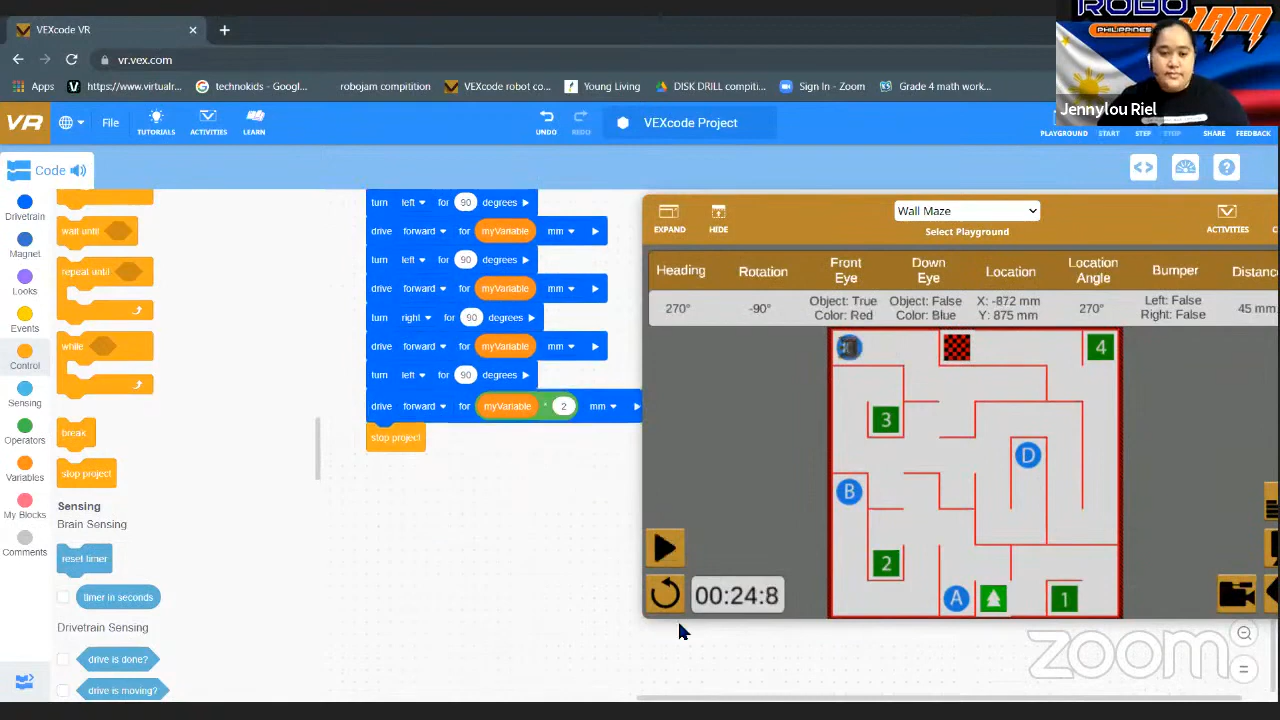 VEXcode VR
vr.vex.com
Apps
https://www.virtualr...
technokids - Googl...
robojam compitition
VEXcode robot co...
Young Living
DISK DRILL compiti...
Sign In - Zoom
Grade 4 math work...
ROBO
JAM
PHILIPPINES
Jennylou Riel
VR
File
TUTORIALS
ACTIVITIES
LEARN
UNDO
REDO
VEXcode Project
PLAYGROUND
START
STEP
STOP
SHARE
FEEDBACK
Code
Drivetrain
Magnet
Looks
Events
Control
Sensing
Operators
Variables
My Blocks
Comments
wait until
repeat until
while
break
stop project
Sensing
Brain Sensing
reset timer
timer in seconds
Drivetrain Sensing
drive is done?
drive is moving?
turn left for 90 degrees
drive forward for myVariable mm
turn left for 90 degrees
drive forward for myVariable mm
turn right for 90 degrees
drive forward for myVariable mm
turn left for 90 degrees
drive forward for myVariable * 2 mm
stop project
EXPAND
HIDE
Wall Maze
Select Playground
ACTIVITIES
Heading
Rotation
Front Eye
Down Eye
Location
Location Angle
Bumper
Distanc
270°
-90°
Object: True
Color: Red
Object: False
Color: Blue
X: -872 mm
Y: 875 mm
270°
Left: False
Right: False
45 mm
4
3
D
B
2
A
1
00:24:8
zoom